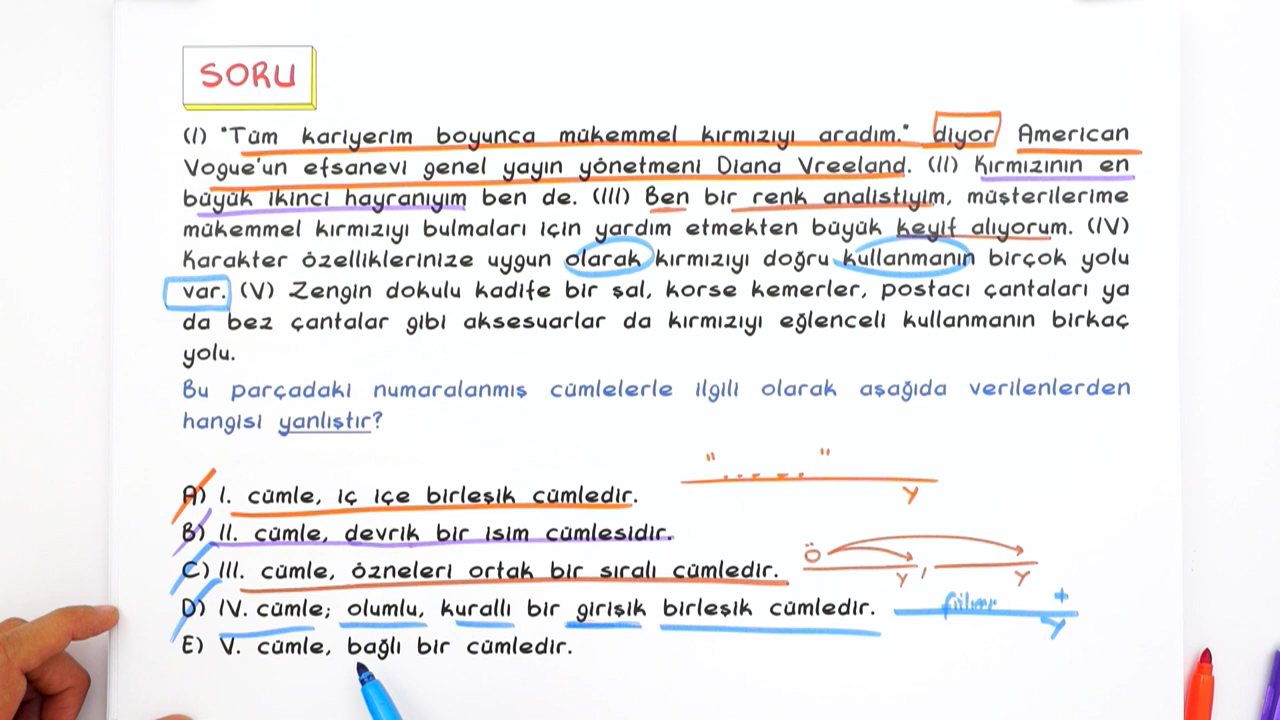 SORU
(I) "Tüm kariyerim boyunca mükemmel kırmızıyı aradım." diyor American
Vogue'un efsanevi genel yayın yönetmeni Diana Vreeland. (II) Kırmızının en
büyük ikinci hayranıyım ben de. (III) Ben bir renk analistiyim, müşterilerime
mükemmel kırmızıyı bulmaları için yardım etmekten büyük keyif alıyorum. (IV)
Karakter özelliklerinize uygun olarak kırmızıyı doğru kullanmanın birçok yolu
var. (V) Zengin dokulu kadife bir şal, korse kemerler, postacı çantaları ya
da bez çantalar gibi aksesuarlar da kırmızıyı eğlenceli kullanmanın birkaç
yolu.
Bu parçadaki numaralanmış cümlelerle ilgili olarak aşağıda verilenlerden
hangisi yanlıştır?
" ..... "
Y
A) I. cümle, iç içe birleşik cümledir.
B) II. cümle, devrik bir isim cümlesidir.
Ö
Y , Y
C) III. cümle, özneleri ortak bir sıralı cümledir.
D) IV. cümle; olumlu, kurallı bir girişik birleşik cümledir.
+
Y
E) V. cümle, bağlı bir cümledir.